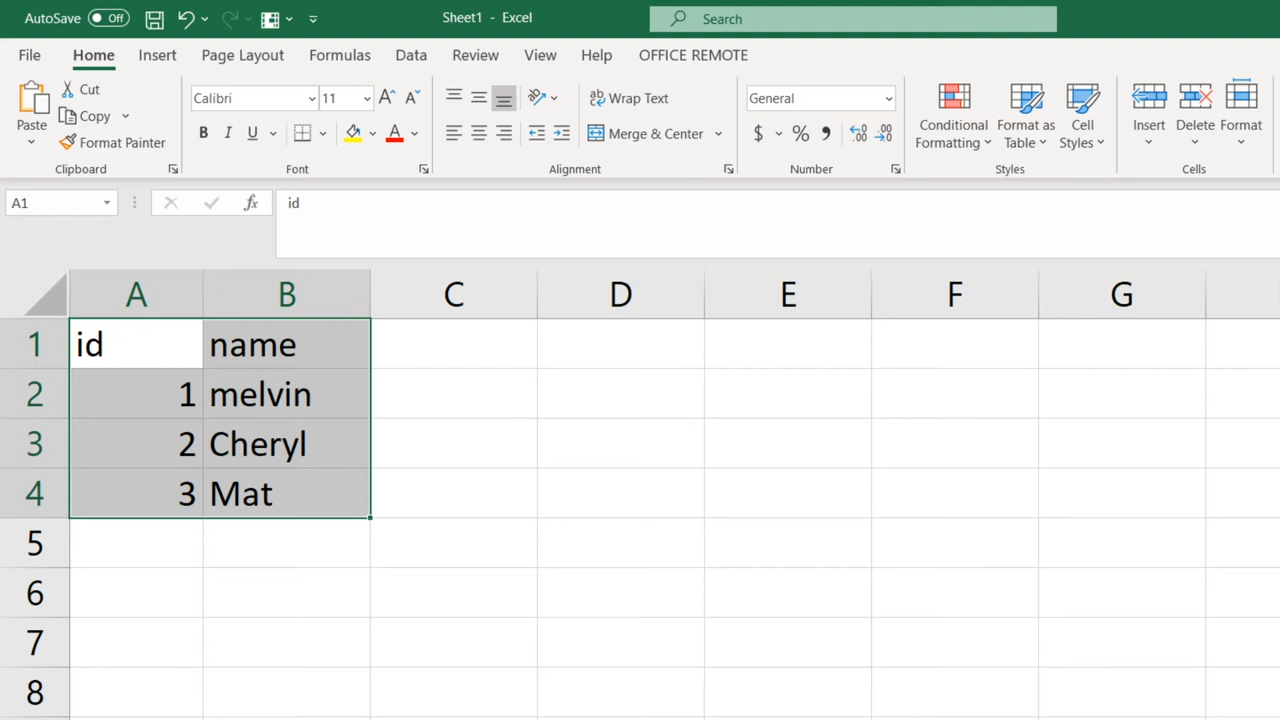 AutoSave Off Sheet1 - Excel Search
File Home Insert Page Layout Formulas Data Review View Help OFFICE REMOTE
Paste
Cut
Copy
Format Painter
Clipboard
Calibri 11
B I U A
Font
ab Wrap Text
Merge & Center
Alignment
General
$ % ,
Number
Conditional Formatting
Format as Table
Cell Styles
Styles
Insert Delete Format
Cells
A1 fx id
A B C D E F G
1 id name
2 1 melvin
3 2 Cheryl
4 3 Mat
5
6
7
8